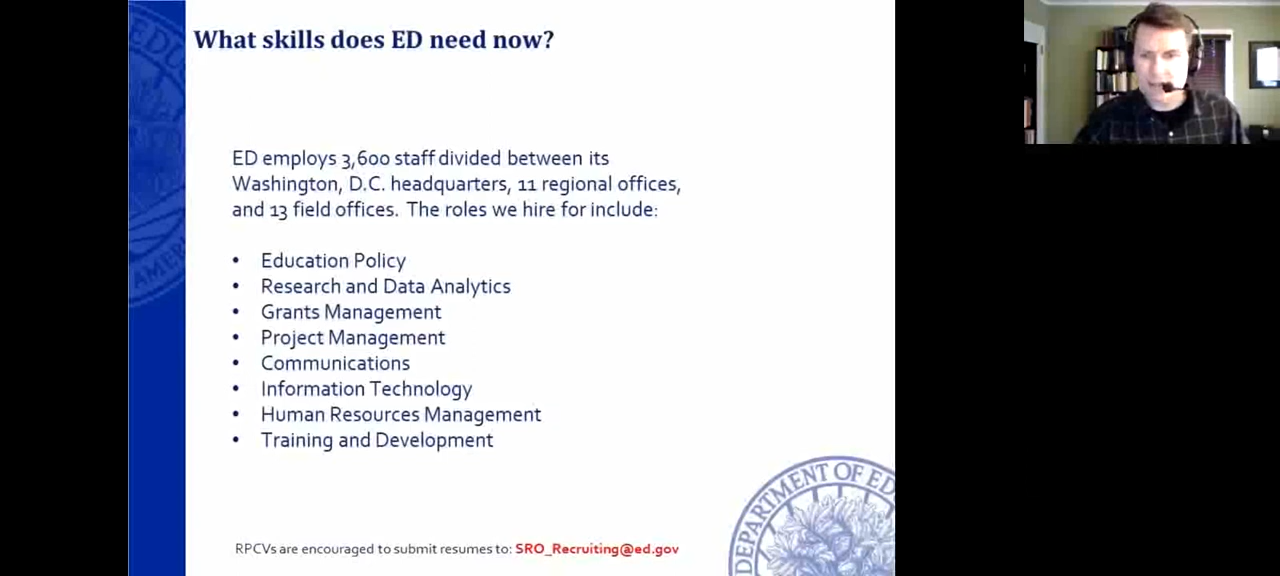 What skills does ED need now?
ED employs 3,600 staff divided between its
Washington, D.C. headquarters, 11 regional offices,
and 13 field offices. The roles we hire for include:
• Education Policy
• Research and Data Analytics
• Grants Management
• Project Management
• Communications
• Information Technology
• Human Resources Management
• Training and Development
RPCVs are encouraged to submit resumes to: SRO_Recruiting@ed.gov
DEPARTMENT OF ED
EDU
AMERI